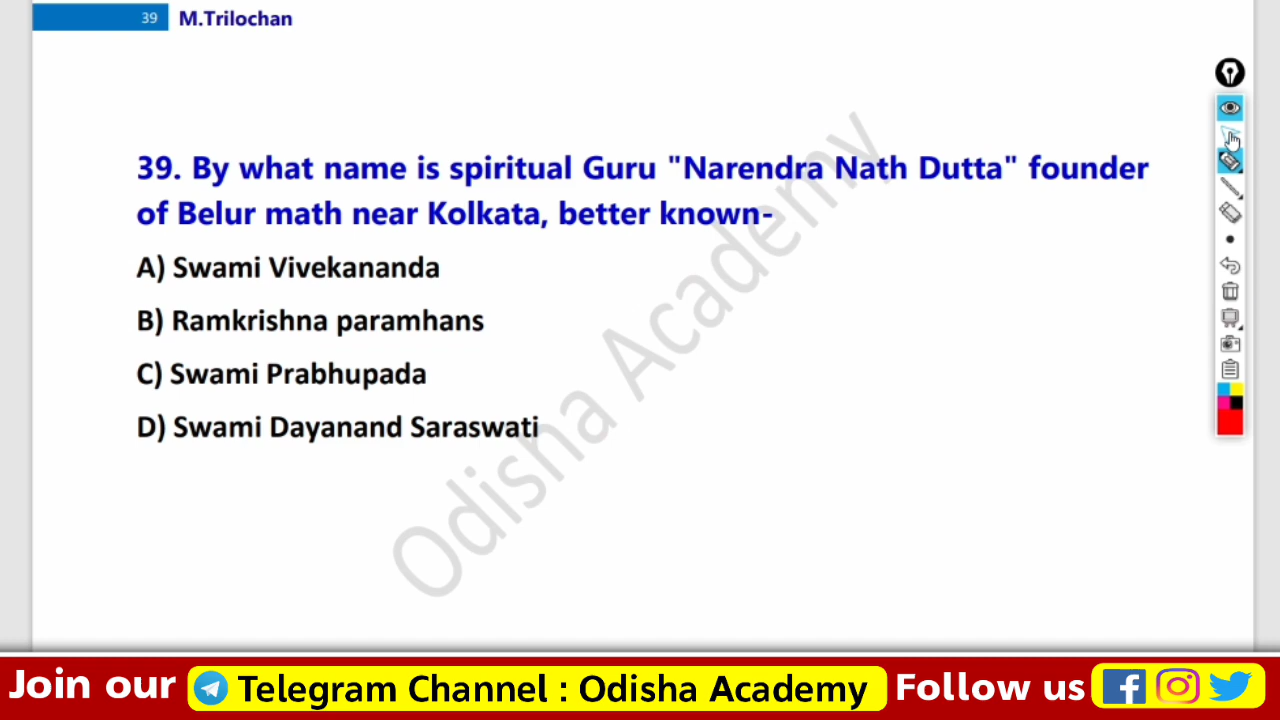 39 M.Trilochan
39. By what name is spiritual Guru "Narendra Nath Dutta" founder
of Belur math near Kolkata, better known-
A) Swami Vivekananda
B) Ramkrishna paramhans
C) Swami Prabhupada
D) Swami Dayanand Saraswati
Odisha Academy
Join our Telegram Channel : Odisha Academy Follow us